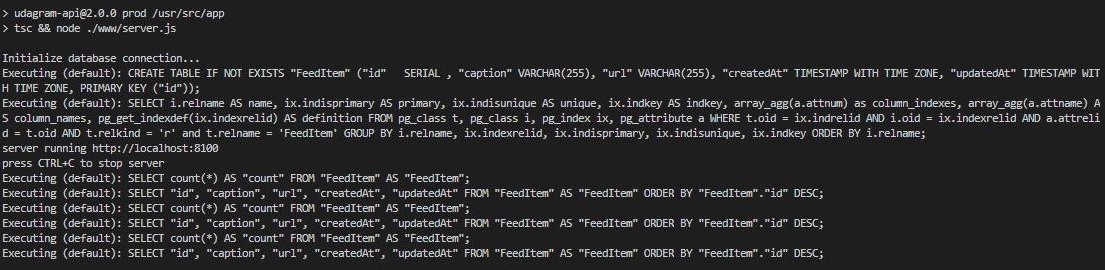 > udagram-api@2.0.0 prod /usr/src/app
> tsc && node ./www/server.js
Initialize database connection...
Executing (default): CREATE TABLE IF NOT EXISTS "FeedItem" ("id"   SERIAL , "caption" VARCHAR(255), "url" VARCHAR(255), "createdAt" TIMESTAMP WITH TIME ZONE, "updatedAt" TIMESTAMP WIT
H TIME ZONE, PRIMARY KEY ("id"));
Executing (default): SELECT i.relname AS name, ix.indisprimary AS primary, ix.indisunique AS unique, ix.indkey AS indkey, array_agg(a.attnum) as column_indexes, array_agg(a.attname) A
S column_names, pg_get_indexdef(ix.indexrelid) AS definition FROM pg_class t, pg_class i, pg_index ix, pg_attribute a WHERE t.oid = ix.indrelid AND i.oid = ix.indexrelid AND a.attreli
d = t.oid AND t.relkind = 'r' and t.relname = 'FeedItem' GROUP BY i.relname, ix.indexrelid, ix.indisprimary, ix.indisunique, ix.indkey ORDER BY i.relname;
server running http://localhost:8100
press CTRL+C to stop server
Executing (default): SELECT count(*) AS "count" FROM "FeedItem" AS "FeedItem";
Executing (default): SELECT "id", "caption", "url", "createdAt", "updatedAt" FROM "FeedItem" AS "FeedItem" ORDER BY "FeedItem"."id" DESC;
Executing (default): SELECT count(*) AS "count" FROM "FeedItem" AS "FeedItem";
Executing (default): SELECT "id", "caption", "url", "createdAt", "updatedAt" FROM "FeedItem" AS "FeedItem" ORDER BY "FeedItem"."id" DESC;
Executing (default): SELECT count(*) AS "count" FROM "FeedItem" AS "FeedItem";
Executing (default): SELECT "id", "caption", "url", "createdAt", "updatedAt" FROM "FeedItem" AS "FeedItem" ORDER BY "FeedItem"."id" DESC;